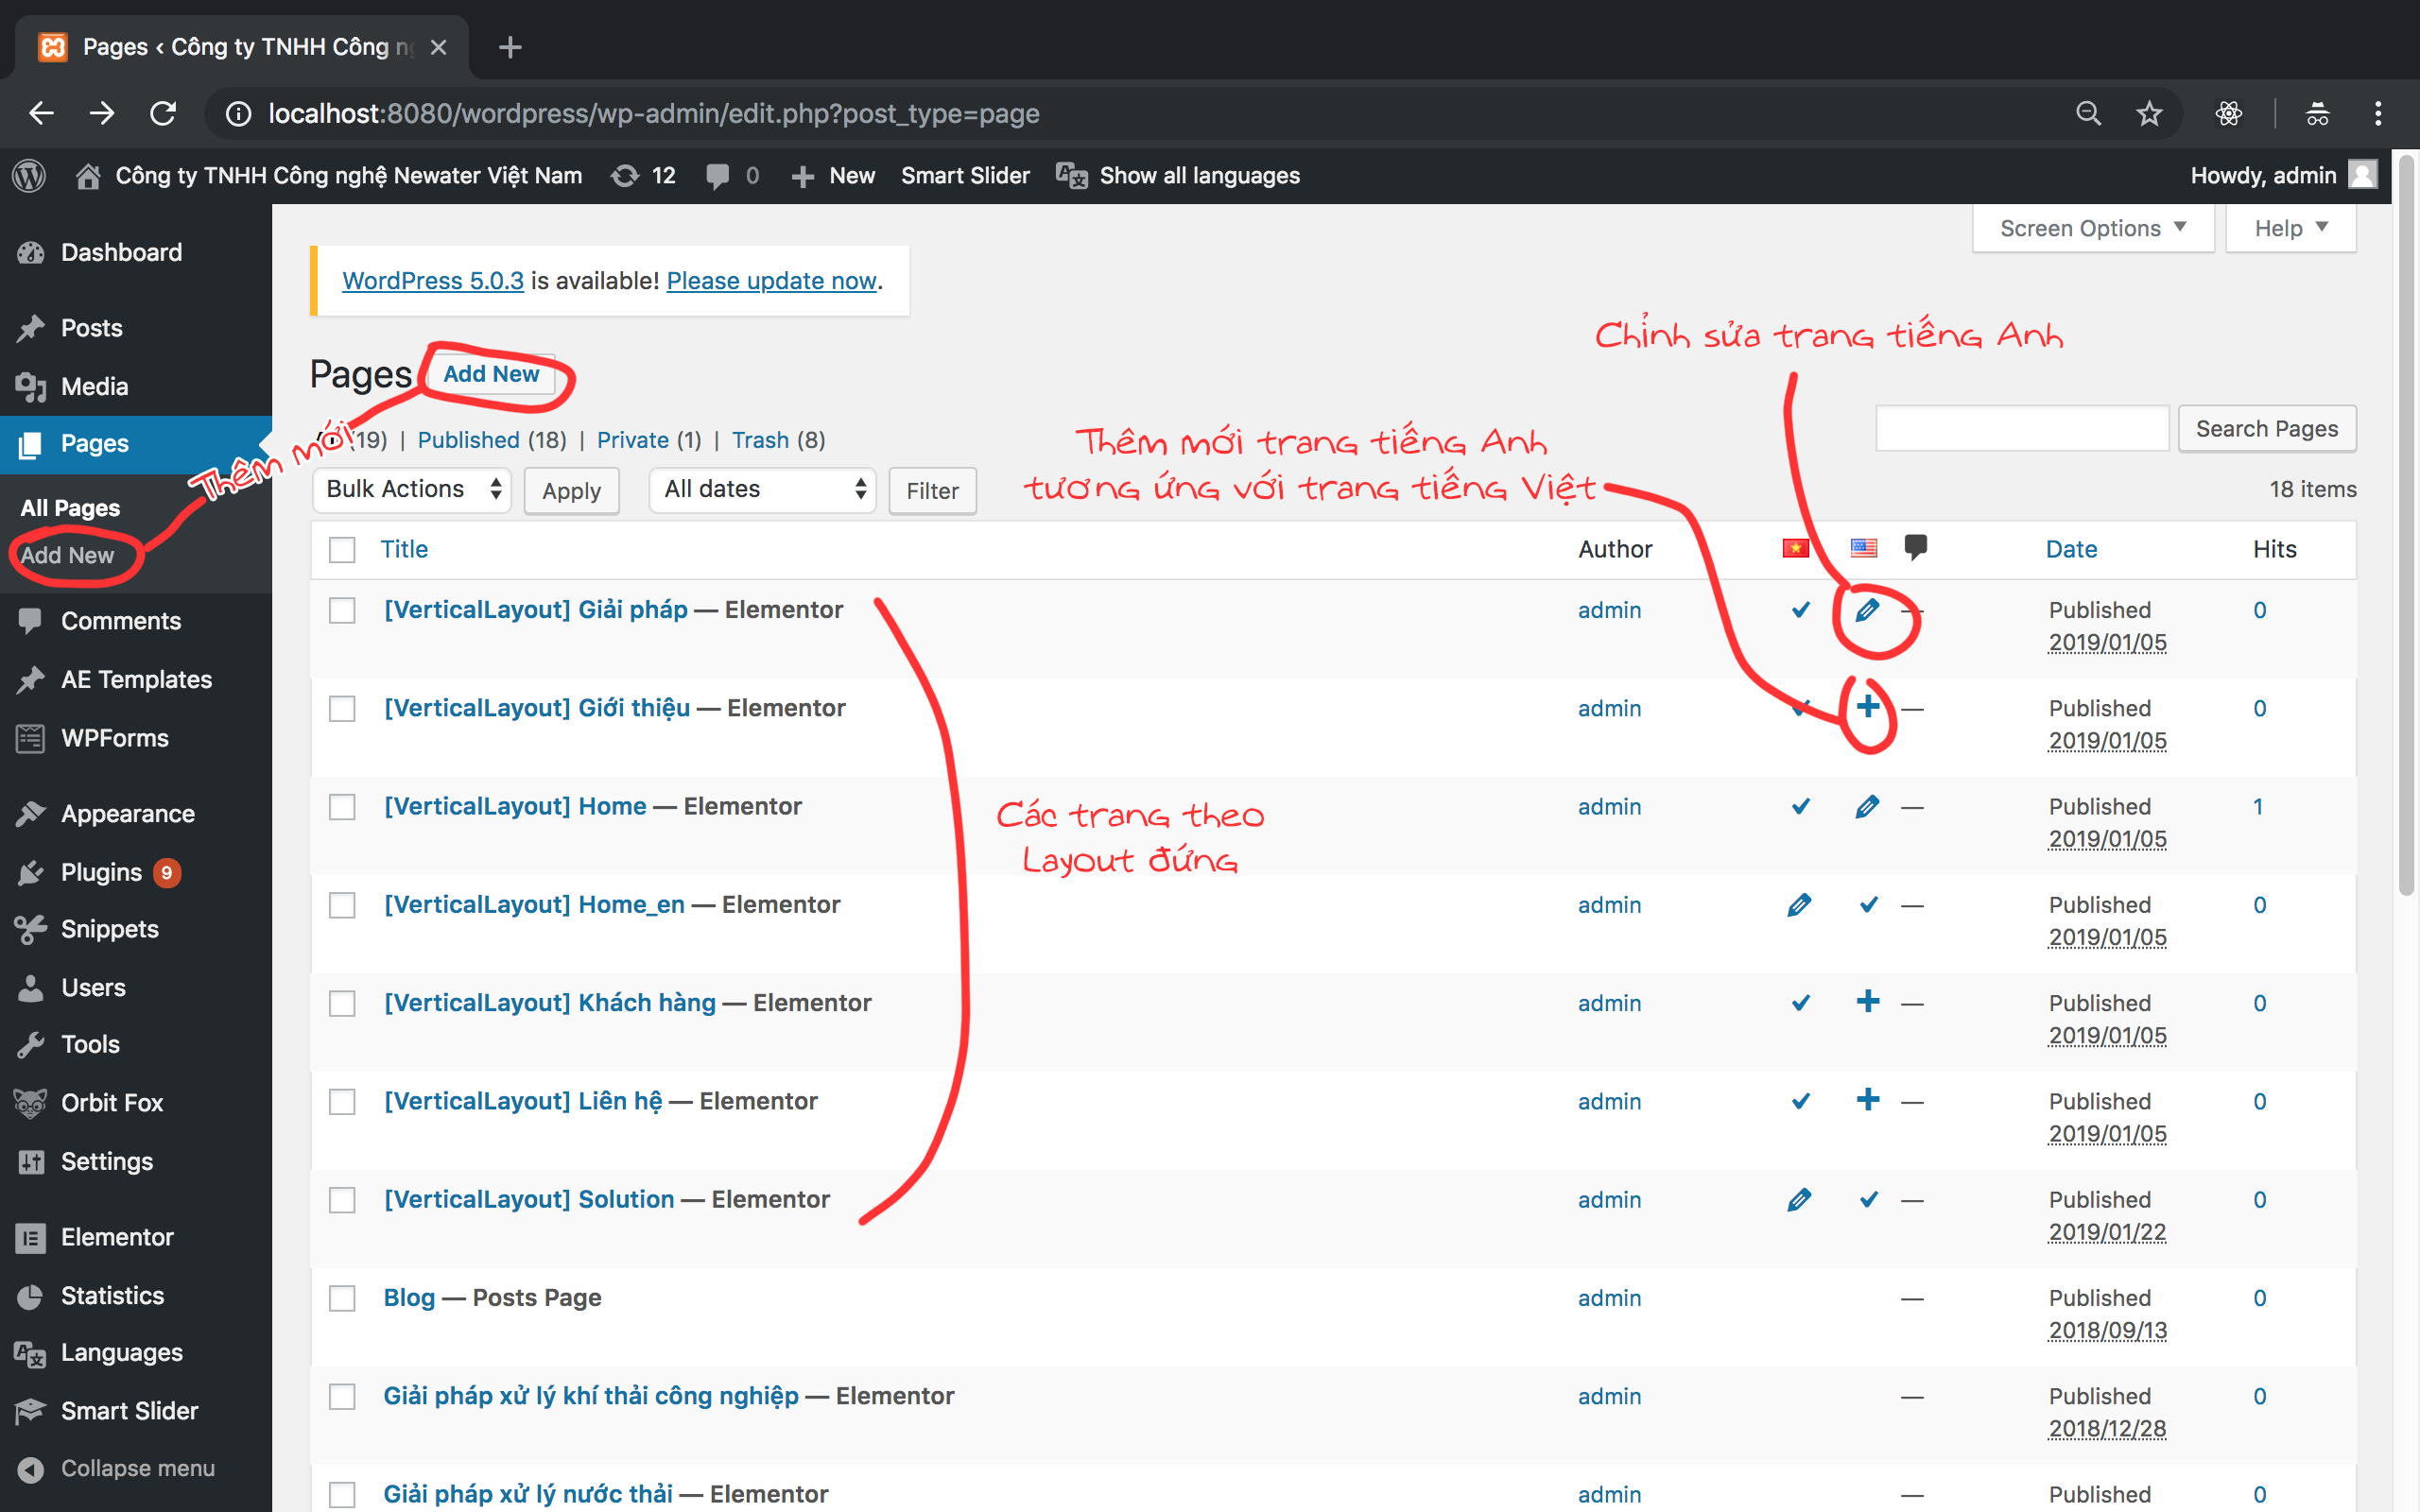 Pages ‹ Công ty TNHH Công ng
localhost:8080/wordpress/wp-admin/edit.php?post_type=page
Công ty TNHH Công nghệ Newater Việt Nam 12 0 New Smart Slider Show all languages Howdy, admin
Screen Options Help
WordPress 5.0.3 is available! Please update now.
Dashboard
Posts
Media
Pages
All Pages
Add New
Comments
AE Templates
WPForms
Appearance
Plugins 9
Snippets
Users
Tools
Orbit Fox
Settings
Elementor
Statistics
Languages
Smart Slider
Collapse menu
Thêm mới
Pages Add New
Chỉnh sửa trang tiếng Anh
(19) | Published (18) | Private (1) | Trash (8)
Search Pages
Thêm mới trang tiếng Anh
tương ứng với trang tiếng Việt
Bulk Actions Apply All dates Filter
18 items
Title Author Date Hits
[VerticalLayout] Giải pháp — Elementor admin — Published 0
2019/01/05
[VerticalLayout] Giới thiệu — Elementor admin — Published 0
2019/01/05
[VerticalLayout] Home — Elementor admin — Published 1
2019/01/05
Các trang theo
Layout đứng
[VerticalLayout] Home_en — Elementor admin — Published 0
2019/01/05
[VerticalLayout] Khách hàng — Elementor admin — Published 0
2019/01/05
[VerticalLayout] Liên hệ — Elementor admin — Published 0
2019/01/05
[VerticalLayout] Solution — Elementor admin — Published 0
2019/01/22
Blog — Posts Page admin — Published 0
2018/09/13
Giải pháp xử lý khí thải công nghiệp — Elementor admin — Published 0
2018/12/28
Giải pháp xử lý nước thải — Elementor admin — Published 0